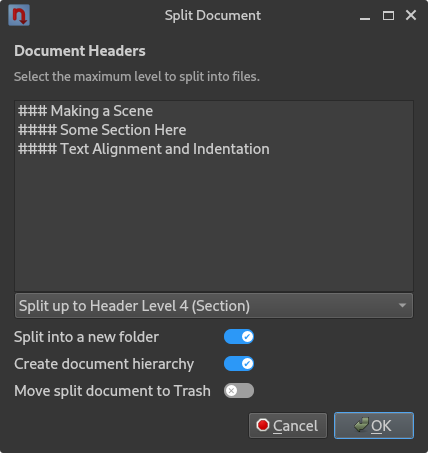 Split Document
Document Headers
Select the maximum level to split into files.
### Making a Scene
#### Some Section Here
#### Text Alignment and Indentation
Split up to Header Level 4 (Section)
Split into a new folder
Create document hierarchy
Move split document to Trash
Cancel
OK